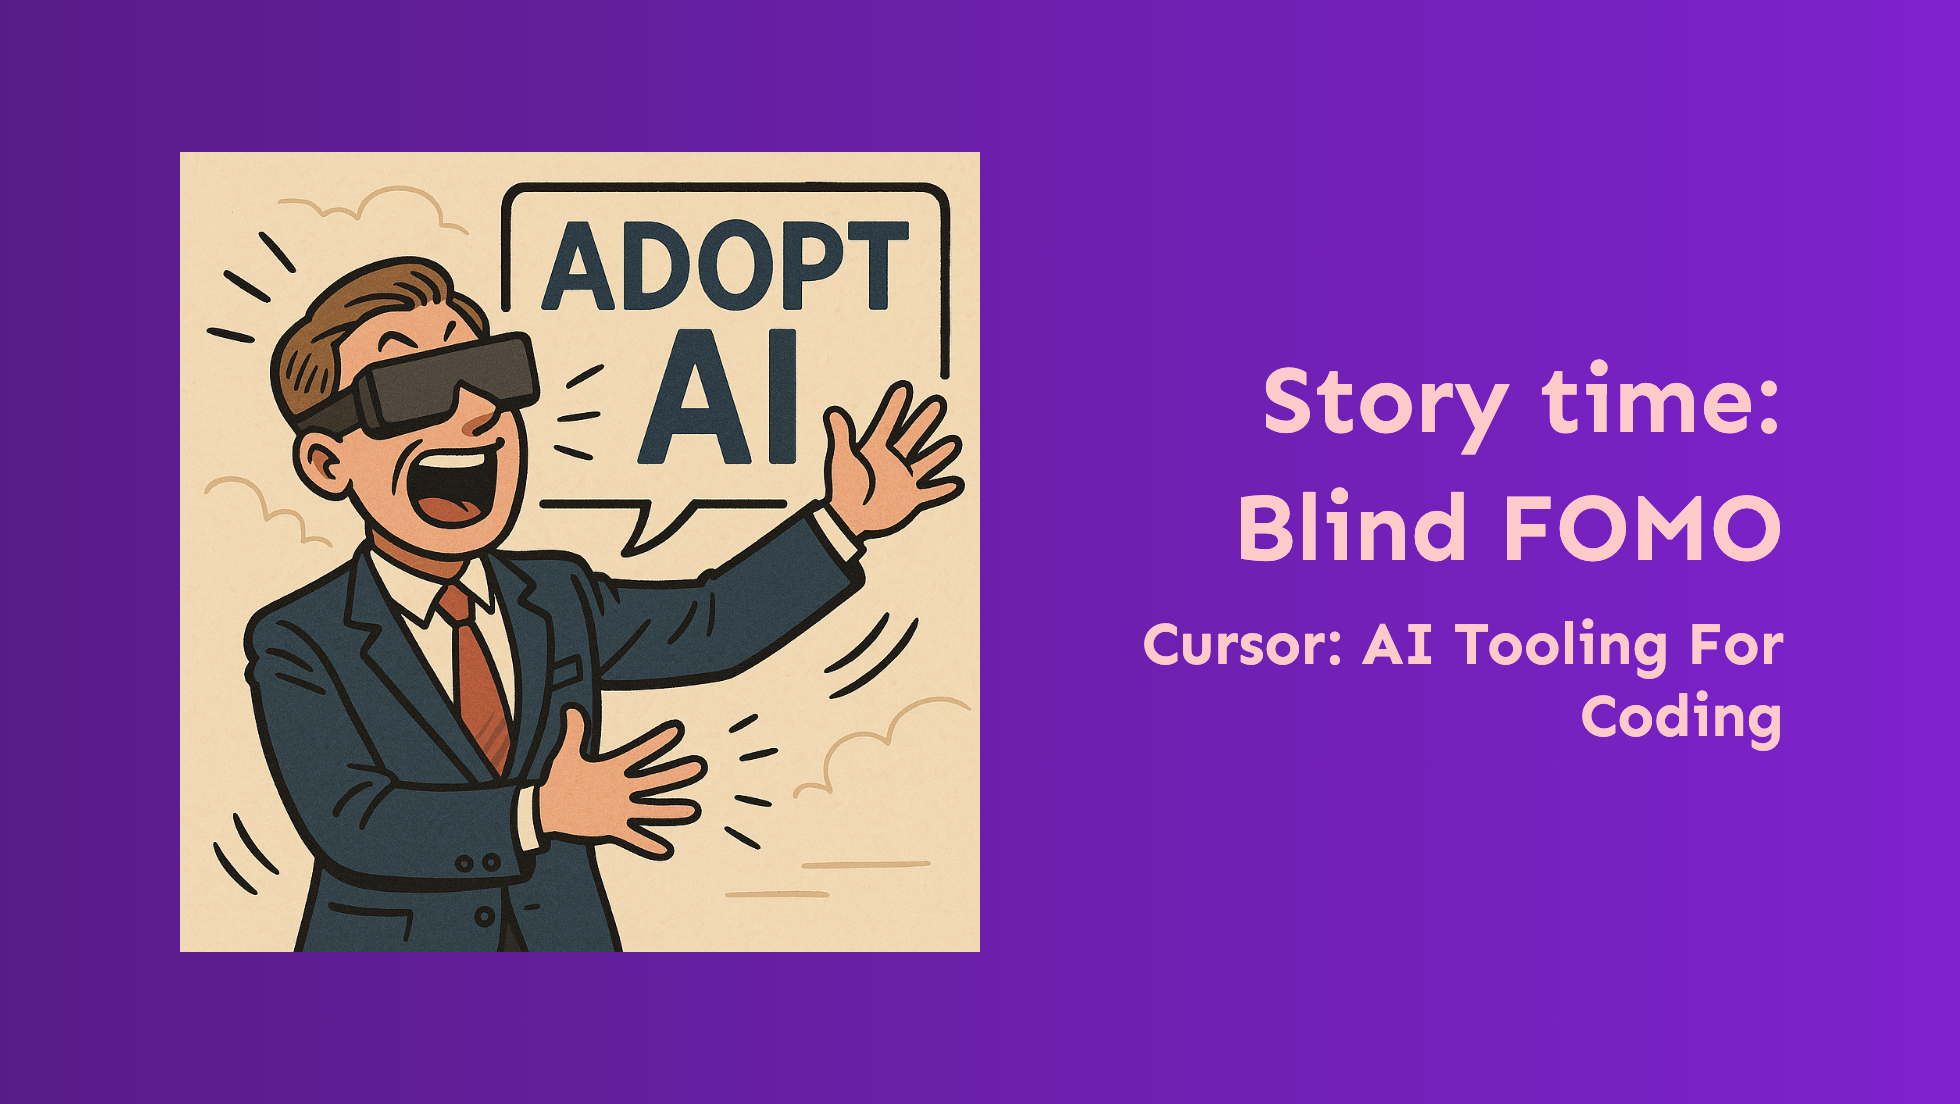 ADOPT
AI
Story time:
Blind FOMO
Cursor: AI Tooling For
Coding